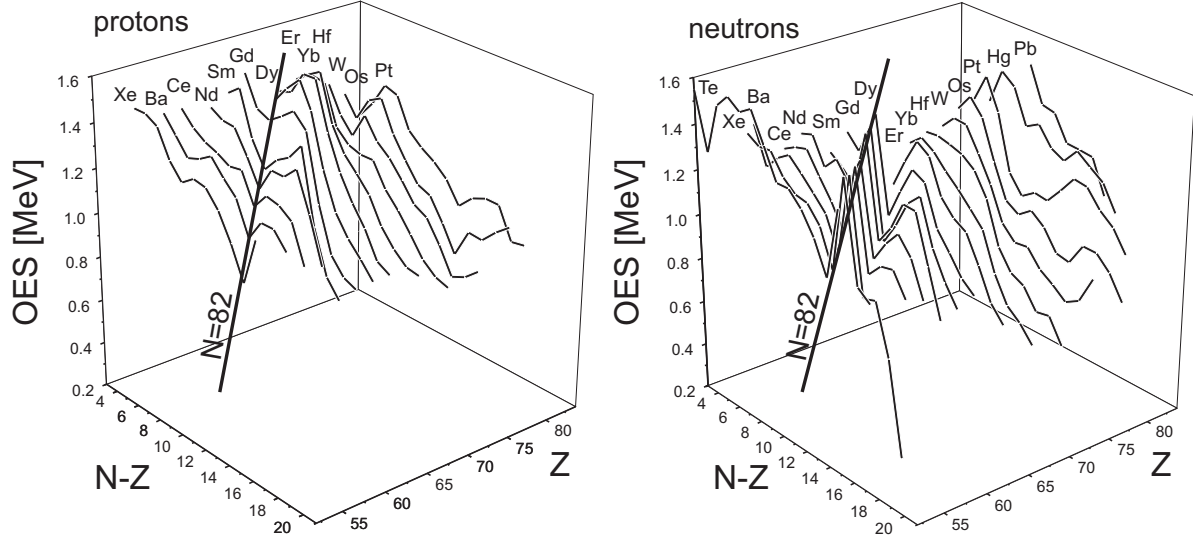 protons
Xe
Ba
Ce
Nd
Sm
Gd
Dy
Er
Yb
Hf
W
Os
Pt
OES [MeV]
1.6
1.4
1.2
1.0
0.8
0.6
0.4
0.2
N=82
4
6
8
10
12
14
16
18
20
N-Z
55
60
65
70
75
80
Z
neutrons
Te
Xe
Ba
Ce
Nd
Sm
Gd
Dy
Er
Yb
Hf
W
Os
Pt
Hg
Pb
OES [MeV]
1.6
1.4
1.2
1.0
0.8
0.6
0.4
0.2
N=82
4
6
8
10
12
14
16
18
20
N-Z
55
60
65
70
75
80
Z